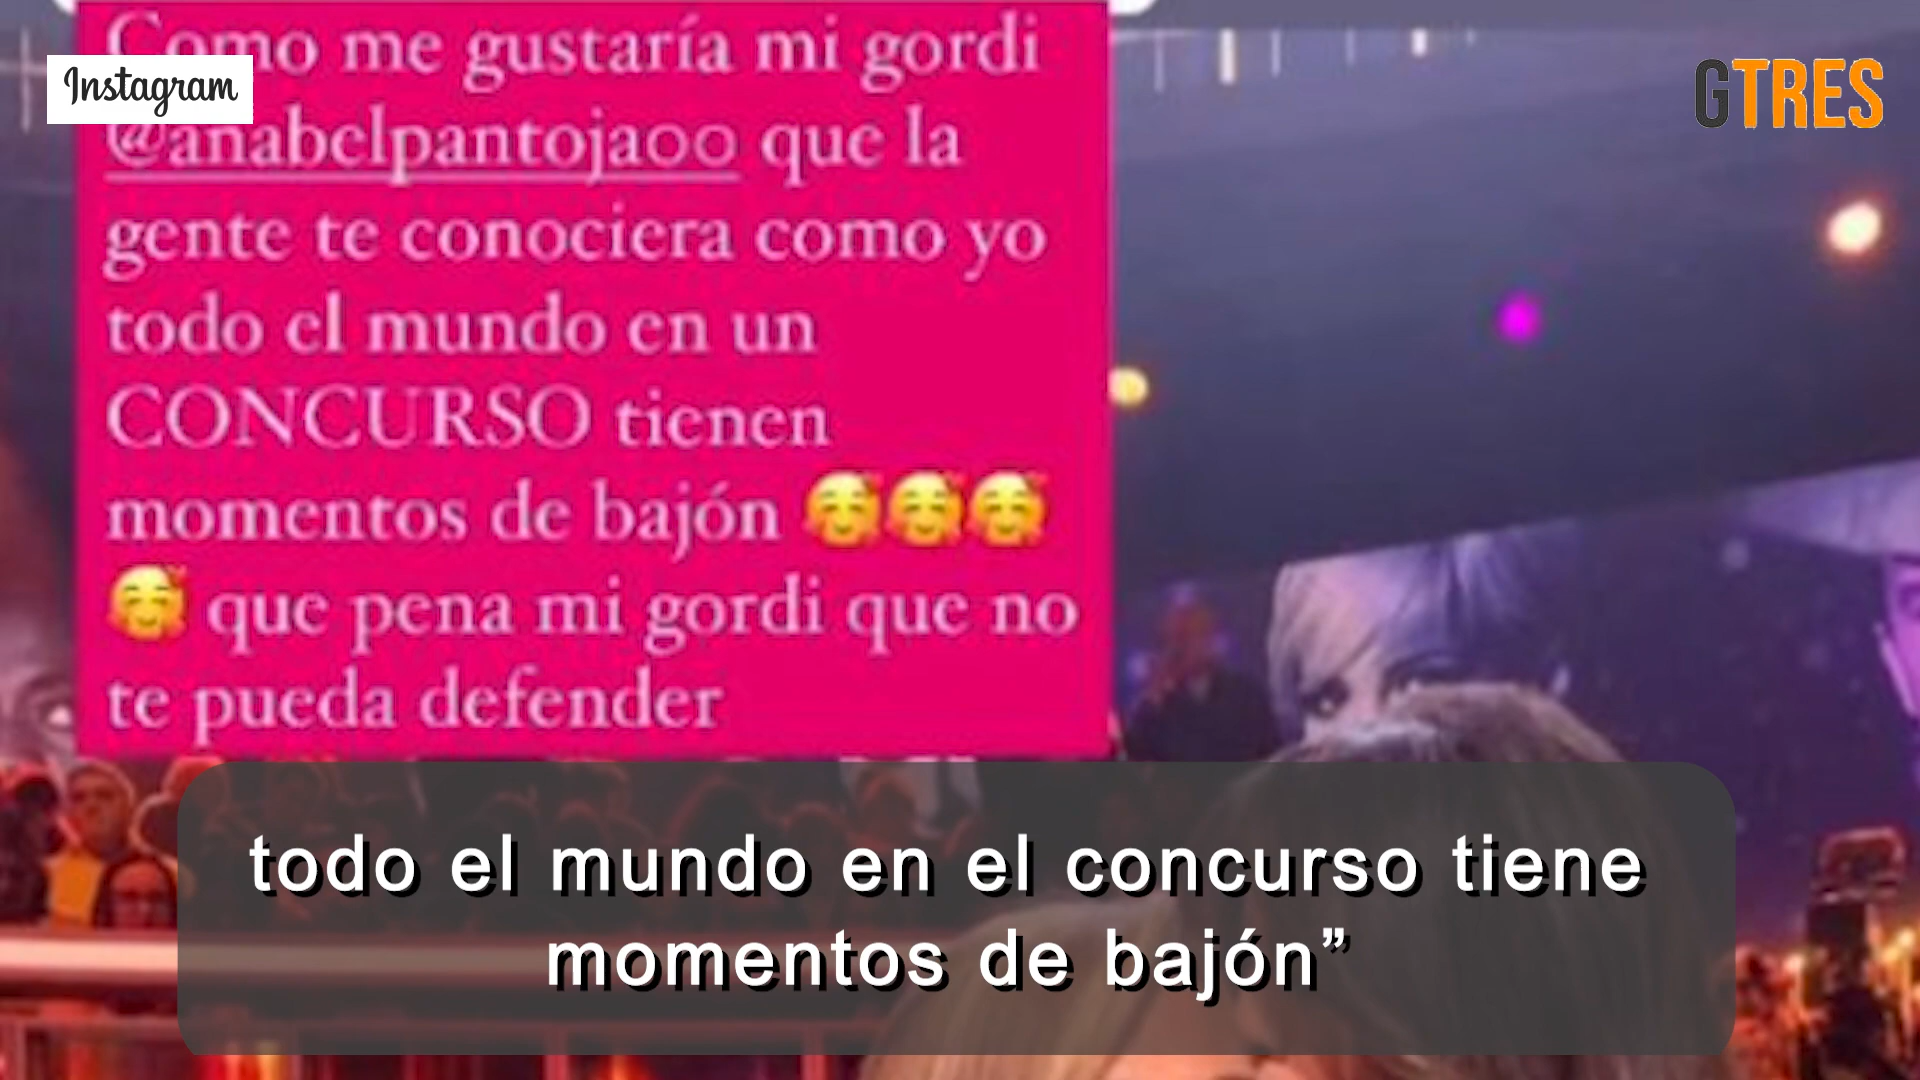 Como me gustaría mi gordi
Instagram
GTRES
@anabelpantoja00 que la
gente te conociera como yo
todo el mundo en un
CONCURSO tienen
momentos de bajón 🥰🥰🥰
🥰 que pena mi gordi que no
te pueda defender
todo el mundo en el concurso tiene
momentos de bajón”